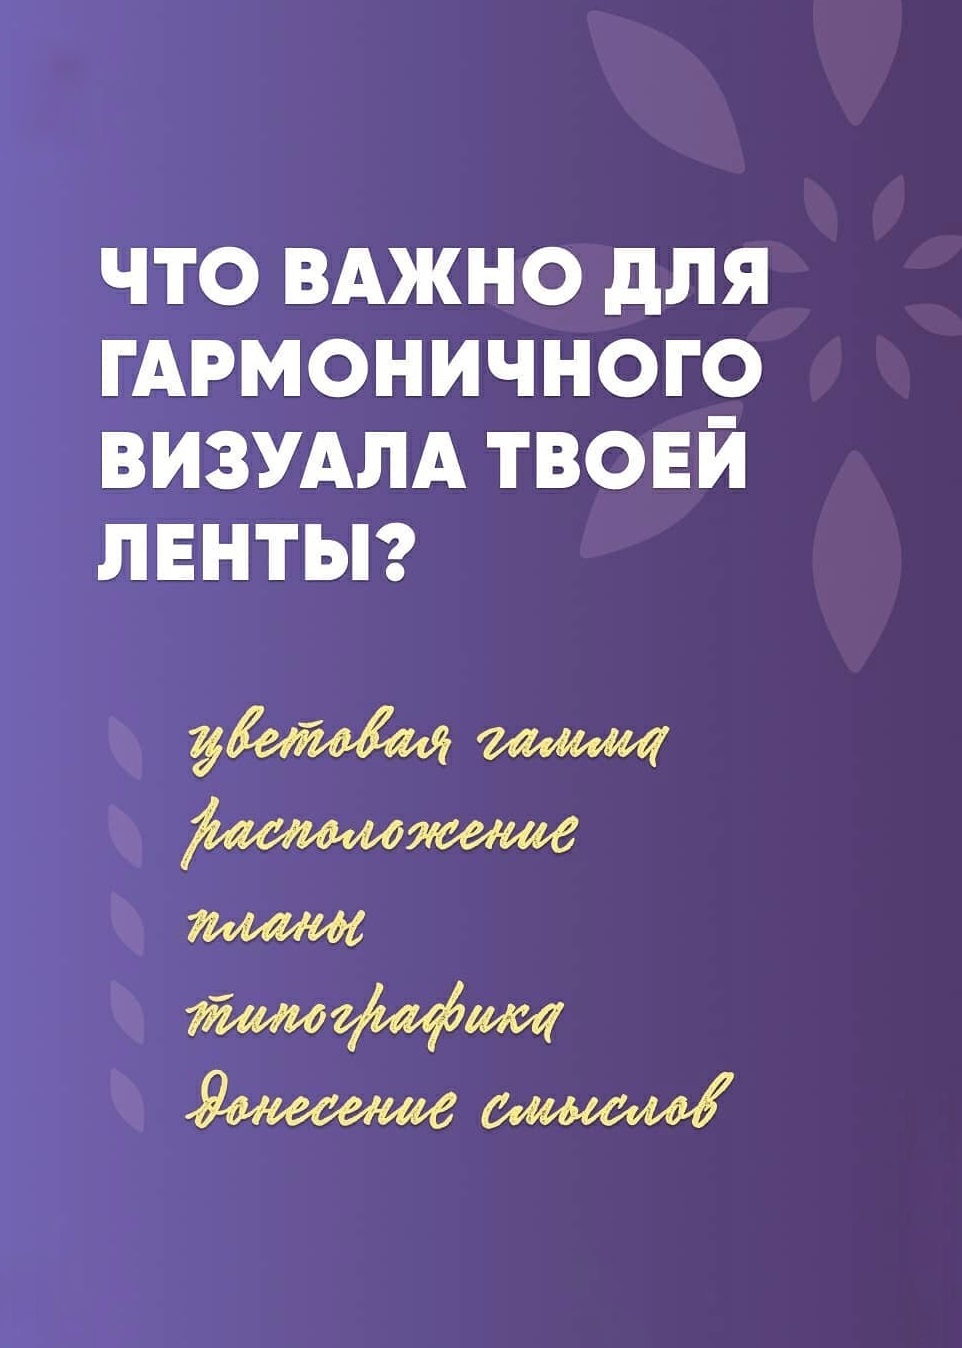 ЧТО ВАЖНО ДЛЯ
ГАРМОНИЧНОГО
ВИЗУАЛА ТВОЕЙ
ЛЕНТЫ?
цветовая гамма
расположение
планы
типографика
донесение смыслов